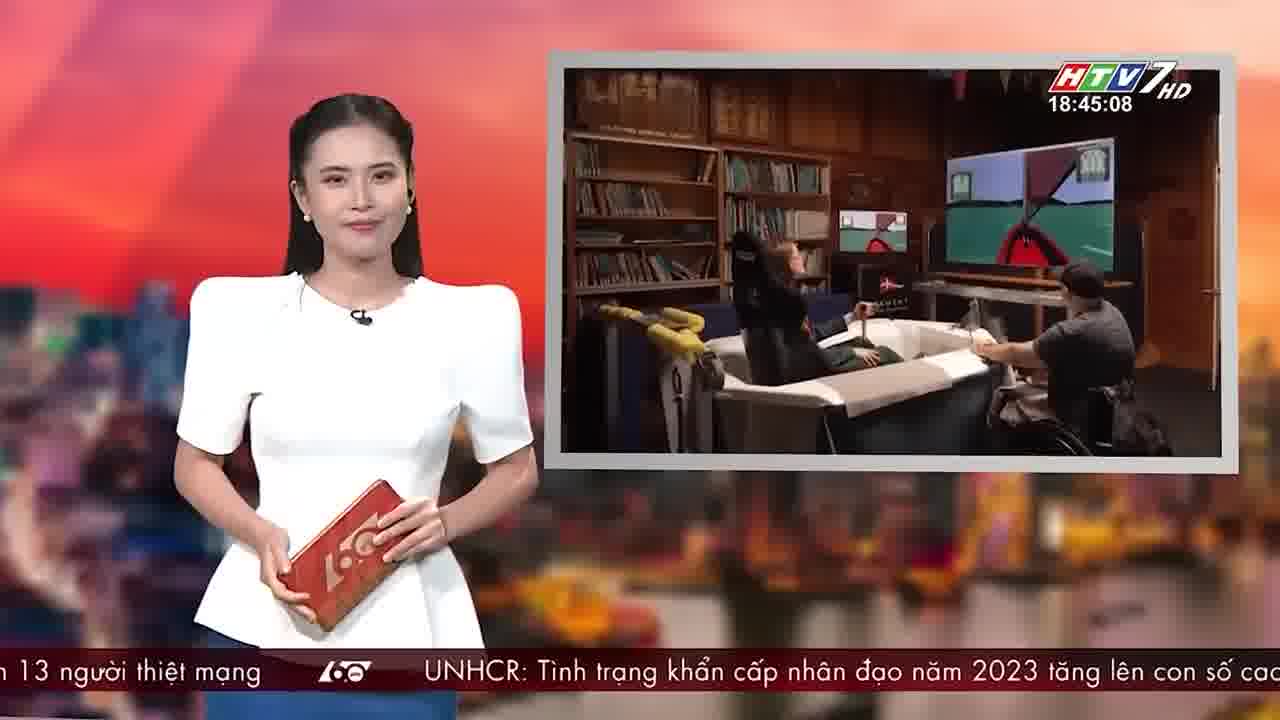 HTV7
HD
18:45:08
60
13 người thiệt mạng
60
UNHCR: Tình trạng khẩn cấp nhân đạo năm 2023 tăng lên con số